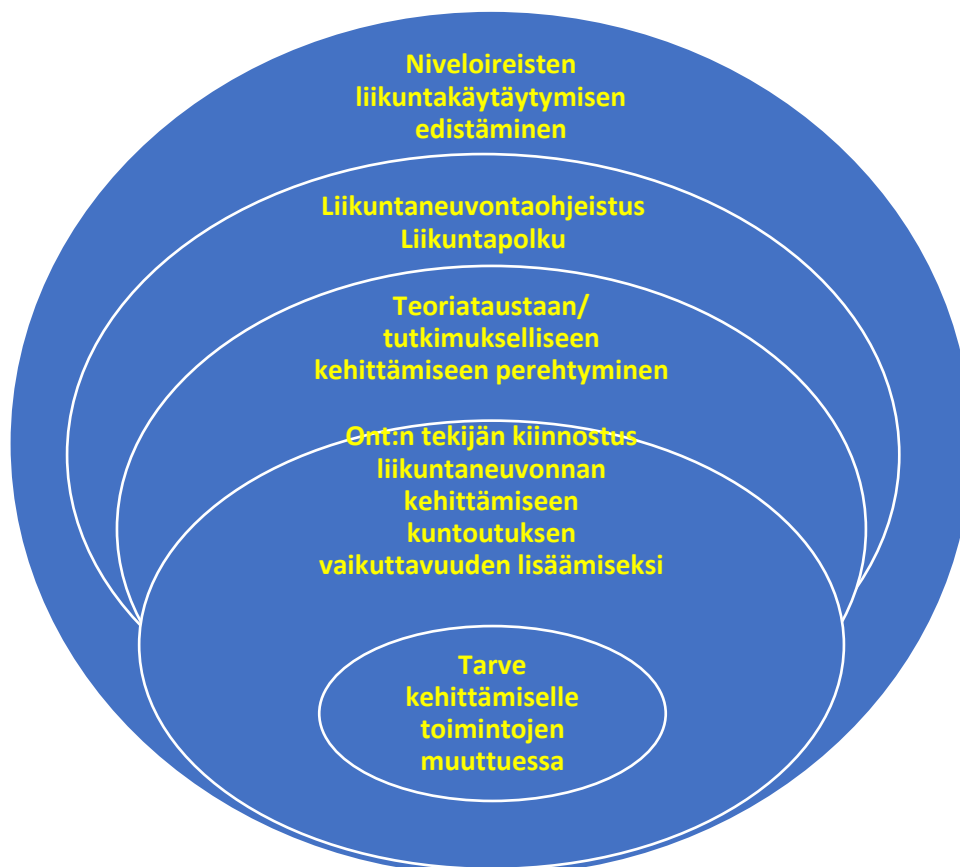 Niveloireisten
liikuntakäytäytymisen
edistäminen
Liikuntaneuvontaohjeistus
Liikuntapolku
Teoriataustaan/
tutkimukselliseen
kehittämiseen perehtyminen
Ont:n tekijän kiinnostus
liikuntaneuvonnan
kehittämiseen
kuntoutuksen
vaikuttavuuden lisäämiseksi
Tarve
kehittämiselle
toimintojen
muuttuessa